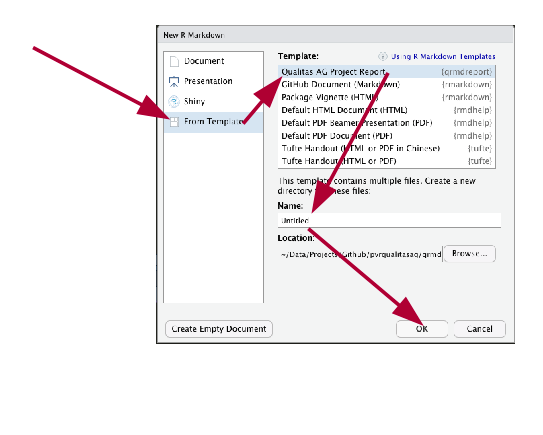 New R Markdown
Document
Presentation
Shiny
From Template
Template:
Using R Markdown Templates
Qualitas AG Project Report {qrmdreport}
GitHub Document (Markdown) {rmarkdown}
Package Vignette (HTML) {rmarkdown}
Default HTML Document (HTML) {rmdhelp}
Default PDF Beamer Presentation (PDF) {rmdhelp}
Default PDF Document (PDF) {rmdhelp}
Tufte Handout (HTML or PDF in Chinese) {tufte}
Tufte Handout (HTML or PDF) {tufte}
This template contains multiple files. Create a new
directory for these files:
Name:
Untitled
Location:
~/Data/Projects/Github/pvrqualitasag/qrmd
Browse...
Create Empty Document
OK
Cancel